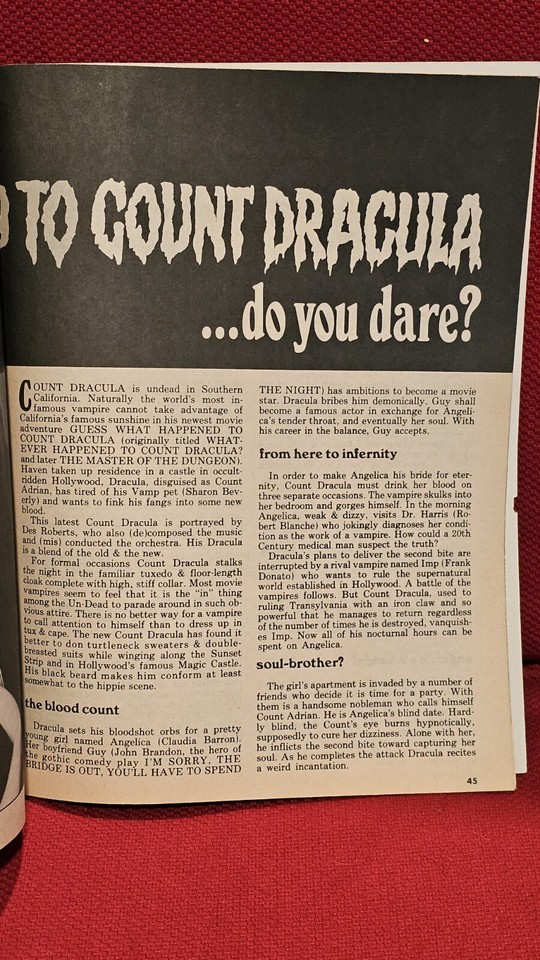 TO COUNT DRACULA
...do you dare?
COUNT DRACULA is undead in Southern
California. Naturally the world's most in-
famous vampire cannot take advantage of
California's famous sunshine in his newest movie
adventure GUESS WHAT HAPPENED TO
COUNT DRACULA (originally titled WHAT-
EVER HAPPENED TO COUNT DRACULA?
and later THE MASTER OF THE DUNGEON).
Haven taken up residence in a castle in occult-
ridden Hollywood, Dracula, disguised as Count
Adrian, has tired of his Vamp pet (Sharon Bev-
erly) and wants to fink his fangs into some new
blood.
This latest Count Dracula is portrayed by
Des Roberts, who also (de)composed the music
and (mis) conducted the orchestra. His Dracula
is a blend of the old & the new.
For formal occasions Count Dracula stalks
the night in the familiar tuxedo & floor-length
cloak complete with high, stiff collar. Most movie
vampires seem to feel that it is the "in" thing
among the Un-Dead to parade around in such ob-
vious attire. There is no better way for a vampire
to call attention to himself than to dress up in
tux & cape. The new Count Dracula has found it
better to don turtleneck sweaters & double-
breasted suits while winging along the Sunset
Strip and in Hollywood's famous Magic Castle.
His black beard makes him conform at least
somewhat to the hippie scene.
the blood count
Dracula sets his bloodshot orbs for a pretty
young girl named Angelica (Claudia Barron).
Her boyfriend Guy (John Brandon, the hero of
the gothic comedy play I'M SORRY, THE
BRIDGE IS OUT, YOU'LL HAVE TO SPEND
THE NIGHT) has ambitions to become a movie
star. Dracula bribes him demonically. Guy shall
become a famous actor in exchange for Angeli-
ca's tender throat, and eventually her soul. With
his career in the balance, Guy accepts.
from here to infernity
In order to make Angelica his bride for eter-
nity, Count Dracula must drink her blood on
three separate occasions. The vampire skulks into
her bedroom and gorges himself. In the morning
Angelica, weak & dizzy, visits Dr. Harris (Ro-
bert Blanche) who jokingly diagnoses her condi-
tion as the work of a vampire. How could a 20th
Century medical man suspect the truth?
Dracula's plans to deliver the second bite are
interrupted by a rival vampire named Imp (Frank
Donato) who wants to rule the supernatural
world established in Hollywood. A battle of the
vampires follows. But Count Dracula, used to
ruling Transylvania with an iron claw and so
powerful that he manages to return regardless
of the number of times he is destroyed, vanquish-
es Imp. Now all of his nocturnal hours can be
spent on Angelica.
soul-brother?
The girl's apartment is invaded by a number of
friends who decide it is time for a party. With
them is a handsome nobleman who calls himself
Count Adrian. He is Angelica's blind date. Hard-
ly blind, the Count's eye burns hypnotically,
supposedly to cure her dizziness. Alone with her,
he inflicts the second bite toward capturing her
soul. As he completes the attack Dracula recites
a weird incantation.
45